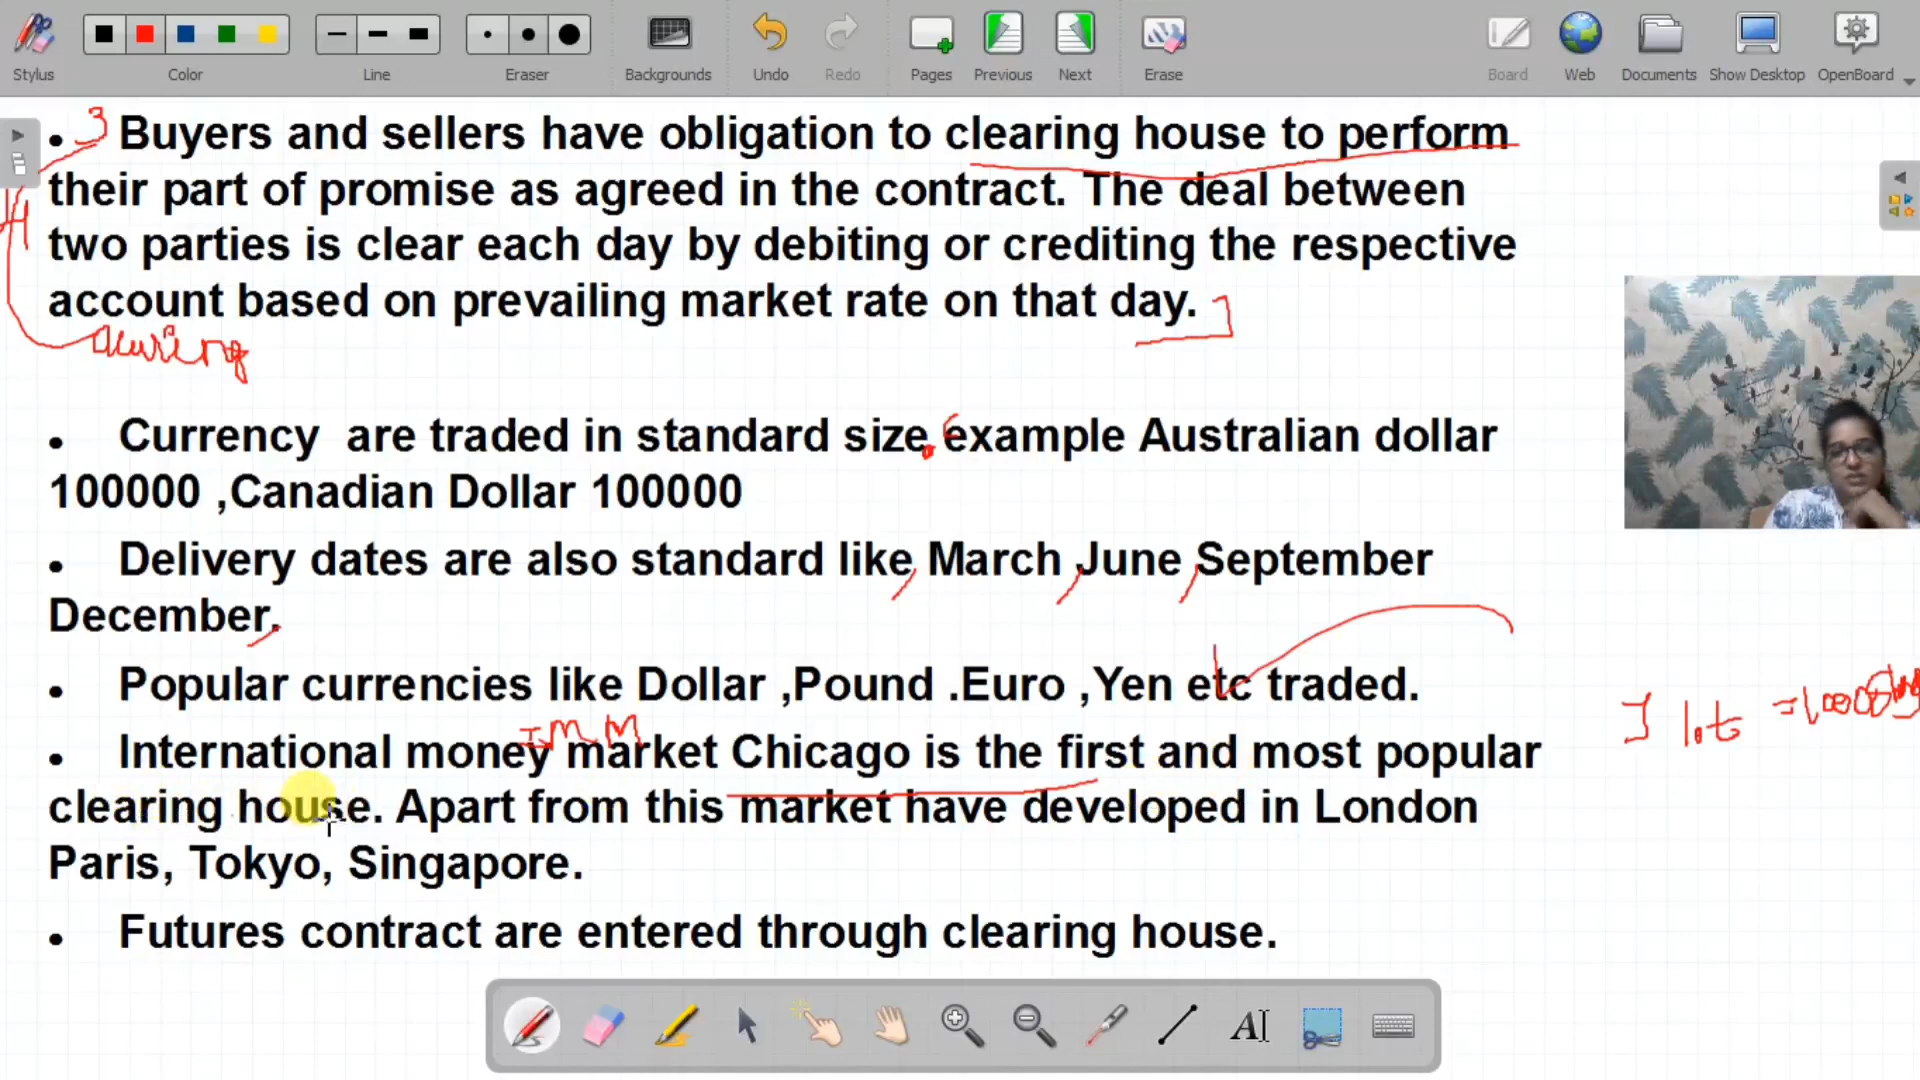 Stylus Color Line Eraser Backgrounds Undo Redo Pages Previous Next Erase Board Web Documents Show Desktop OpenBoard
• 3 Buyers and sellers have obligation to clearing house to perform
their part of promise as agreed in the contract. The deal between
two parties is clear each day by debiting or crediting the respective
account based on prevailing market rate on that day.
• Currency are traded in standard size. example Australian dollar
100000 ,Canadian Dollar 100000
• Delivery dates are also standard like, March ,June ,September
December.
• Popular currencies like Dollar ,Pound .Euro ,Yen etc traded.
IMM
• International money market Chicago is the first and most popular
clearing house. Apart from this market have developed in London
Paris, Tokyo, Singapore.
1 lot =
• Futures contract are entered through clearing house.